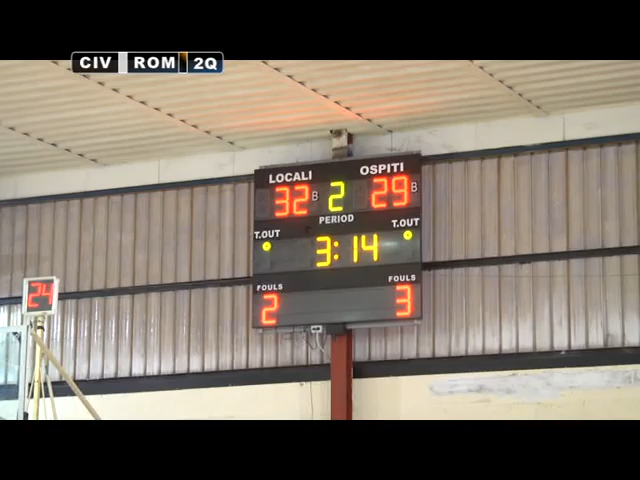 CIV ROM 2Q
LOCALI OSPITI
32 B 2 29 B
PERIOD
T.OUT T.OUT
3:14
FOULS FOULS
2 3
24